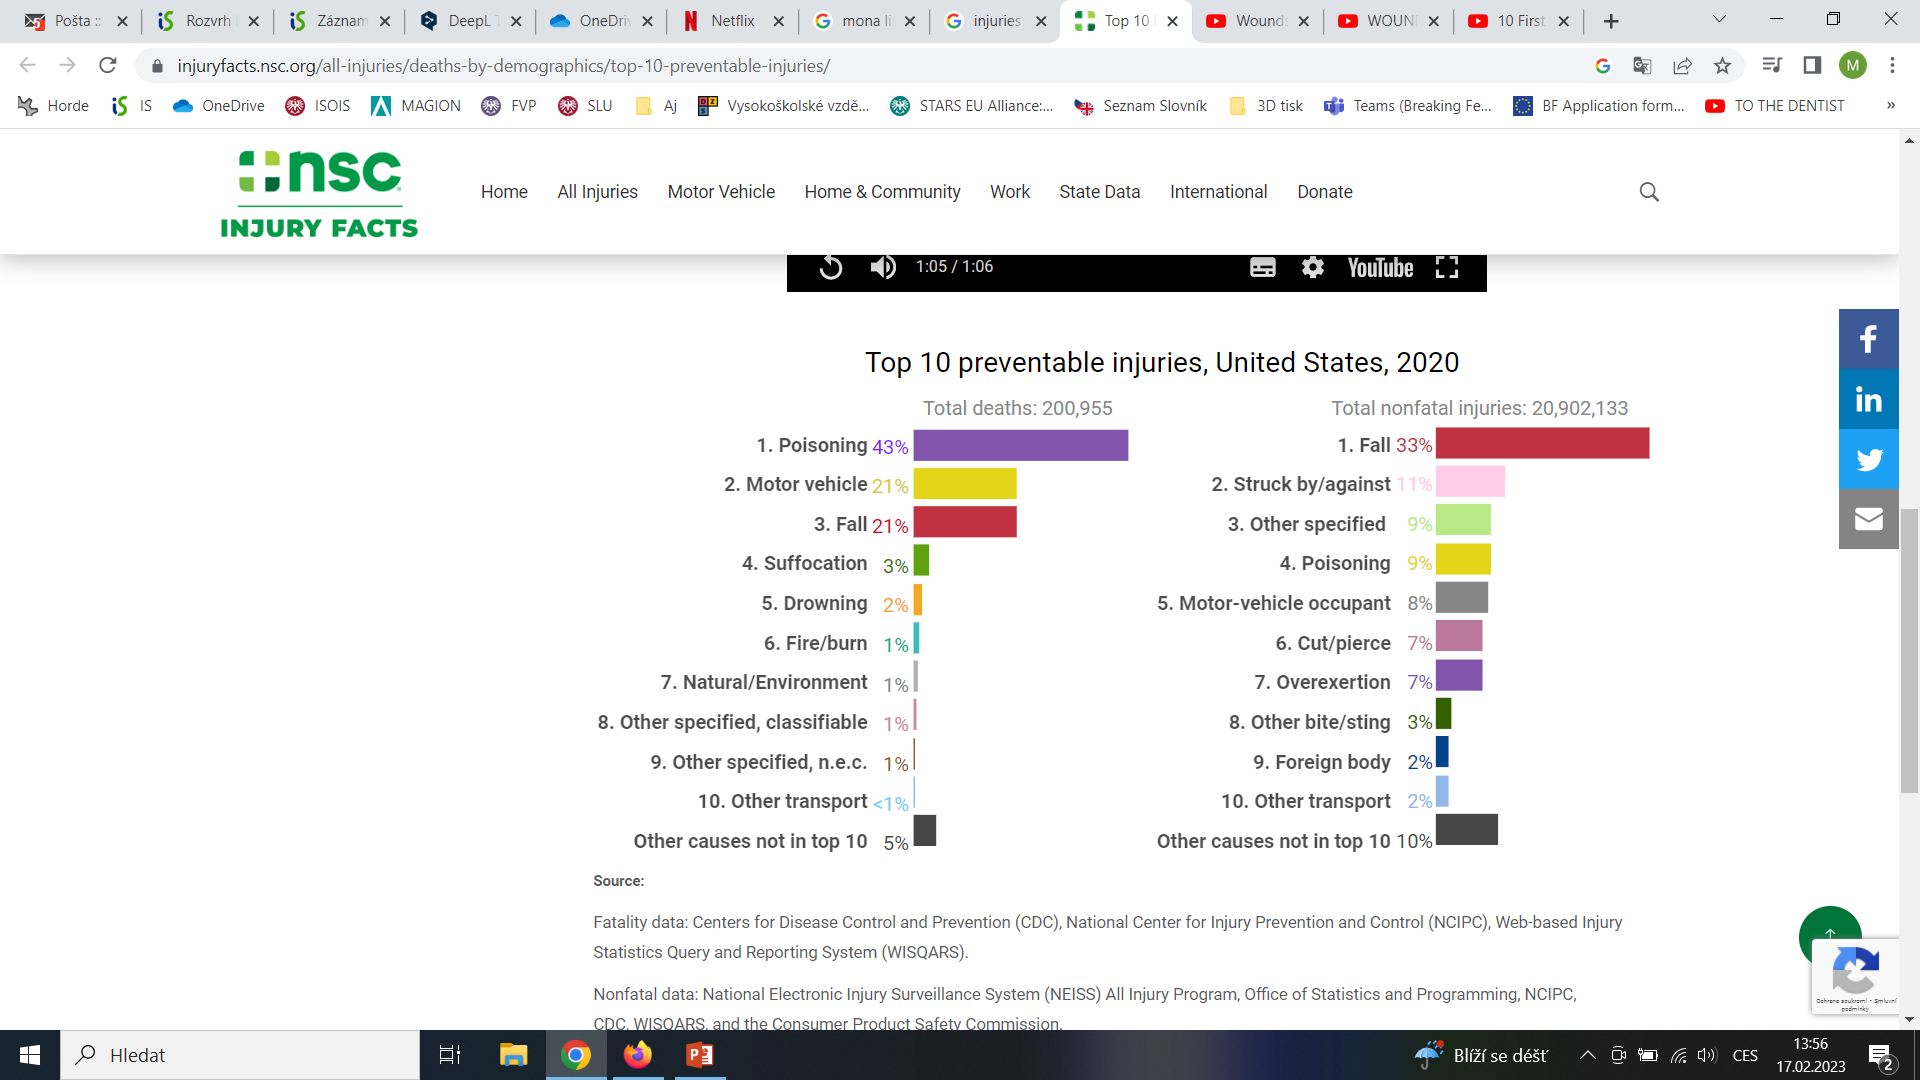 Pošta ::
Rozvrh
Záznam
DeepL T
OneDriv
Netflix
mona li
injuries
Top 10
Wounds
WOUN
10 First
injuryfacts.nsc.org/all-injuries/deaths-by-demographics/top-10-preventable-injuries/
M
Horde
IS
OneDrive
ISOIS
MAGION
FVP
SLU
Aj
Vysokoškolské vzdě...
STARS EU Alliance:...
Seznam Slovník
3D tisk
Teams (Breaking Fe...
BF Application form...
TO THE DENTIST
»
nsc
INJURY FACTS
Home
All Injuries
Motor Vehicle
Home & Community
Work
State Data
International
Donate
1:05 / 1:06
YouTube
Top 10 preventable injuries, United States, 2020
Total deaths: 200,955
1. Poisoning 43%
2. Motor vehicle 21%
3. Fall 21%
4. Suffocation 3%
5. Drowning 2%
6. Fire/burn 1%
7. Natural/Environment 1%
8. Other specified, classifiable 1%
9. Other specified, n.e.c. 1%
10. Other transport <1%
Other causes not in top 10 5%
Total nonfatal injuries: 20,902,133
1. Fall 33%
2. Struck by/against 11%
3. Other specified 9%
4. Poisoning 9%
5. Motor-vehicle occupant 8%
6. Cut/pierce 7%
7. Overexertion 7%
8. Other bite/sting 3%
9. Foreign body 2%
10. Other transport 2%
Other causes not in top 10 10%
Source:
Fatality data: Centers for Disease Control and Prevention (CDC), National Center for Injury Prevention and Control (NCIPC), Web-based Injury
Statistics Query and Reporting System (WISQARS).
Nonfatal data: National Electronic Injury Surveillance System (NEISS) All Injury Program, Office of Statistics and Programming, NCIPC,
CDC, WISQARS, and the Consumer Product Safety Commission.
Ochrana soukromí - Smluvní
podmínky
Hledat
Blíží se déšť
CES
13:56
17.02.2023
2